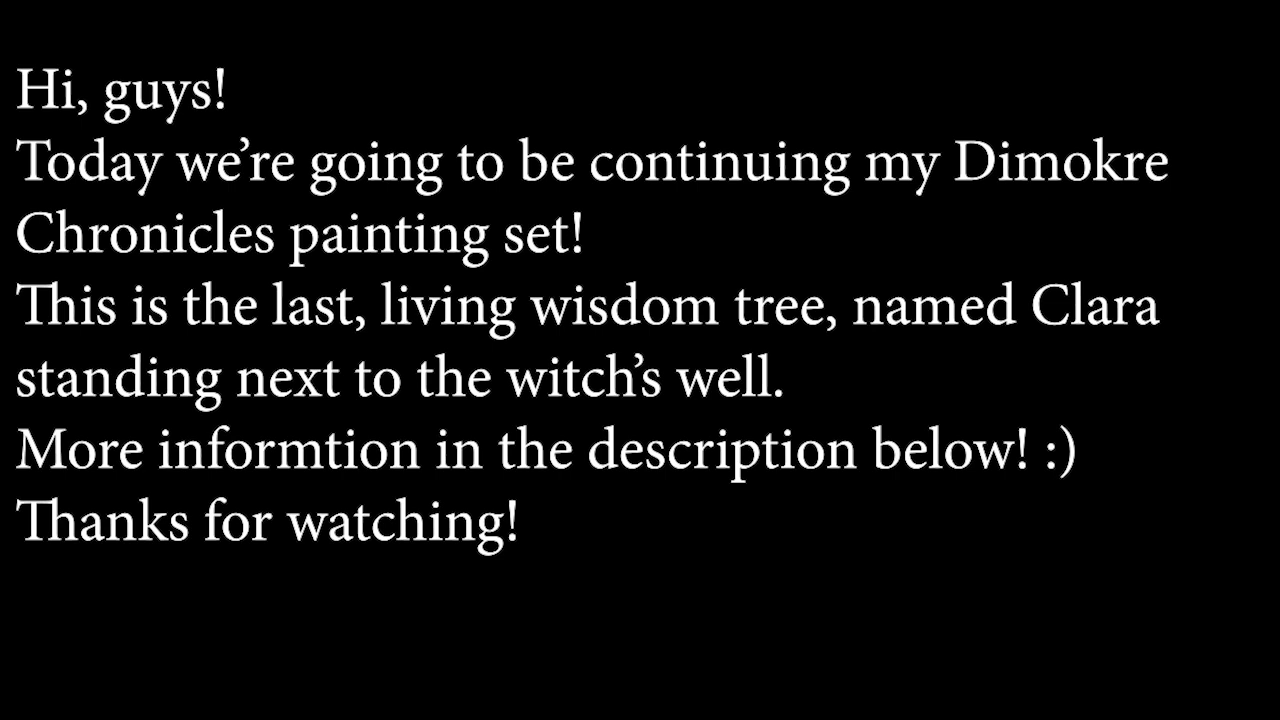 Hi, guys!
Today we’re going to be continuing my Dimokre
Chronicles painting set!
This is the last, living wisdom tree, named Clara
standing next to the witch’s well.
More informtion in the description below! :)
Thanks for watching!